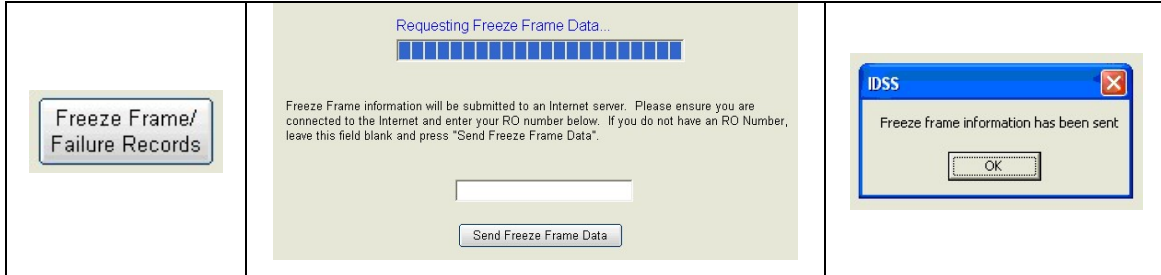 Freeze Frame/
Failure Records
Requesting Freeze Frame Data...
Freeze Frame information will be submitted to an Internet server.  Please ensure you are
connected to the Internet and enter your RO number below.  If you do not have an RO Number,
leave this field blank and press "Send Freeze Frame Data".
Send Freeze Frame Data
IDSS
Freeze frame information has been sent
OK